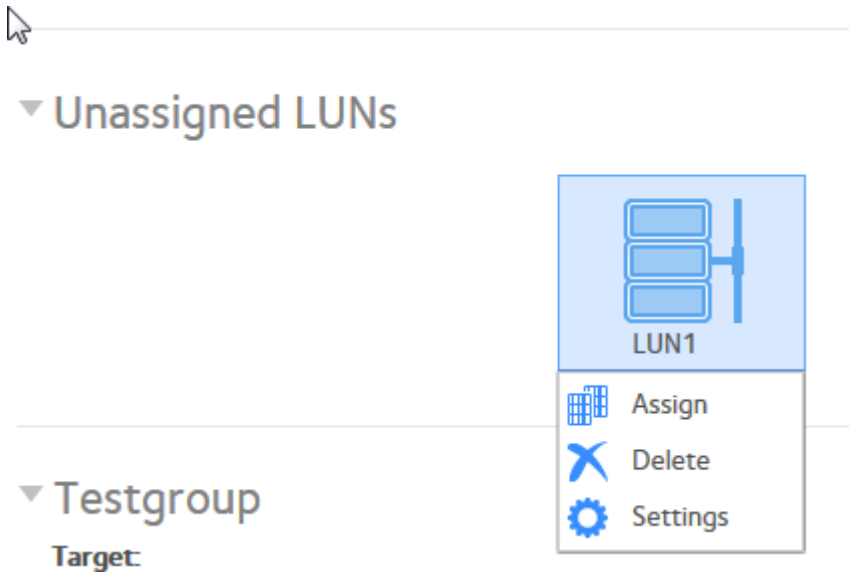 Unassigned LUNs
LUN1
Assign
Delete
Settings
Testgroup
Target: